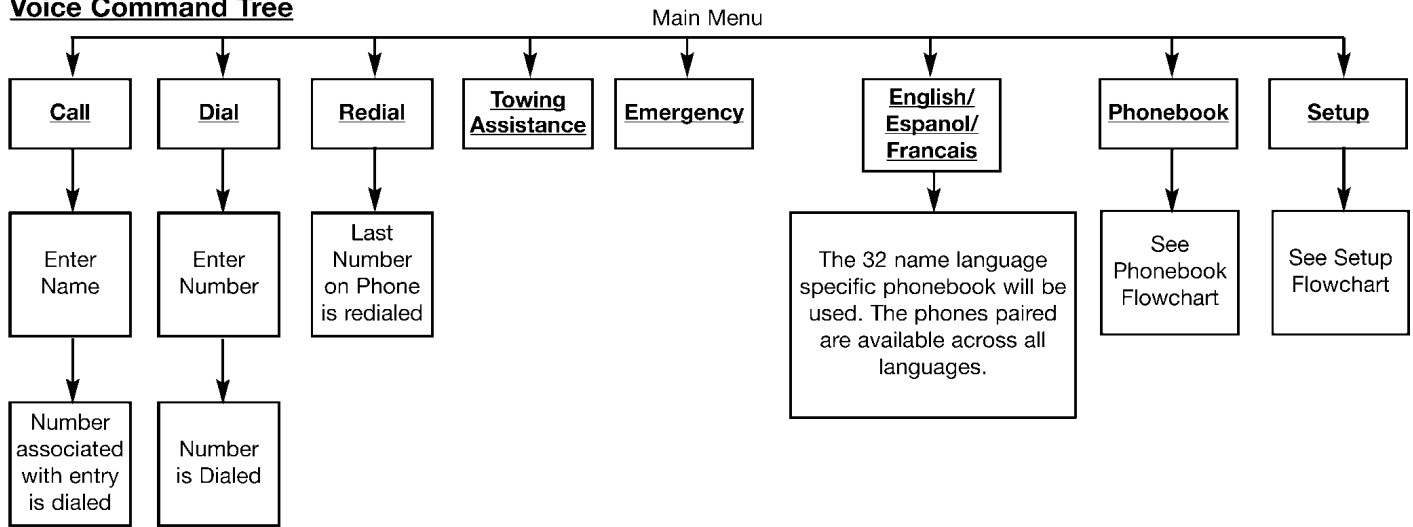 Voice Command Tree
Main Menu
Call
Dial
Redial
Towing
Assistance
Emergency
English/
Espanol/
Francais
Phonebook
Setup
Enter
Name
Enter
Number
Last
Number
on Phone
is redialed
The 32 name language
specific phonebook will be
used. The phones paired
are available across all
languages.
See
Phonebook
Flowchart
See Setup
Flowchart
Number
associated
with entry
is dialed
Number
is Dialed